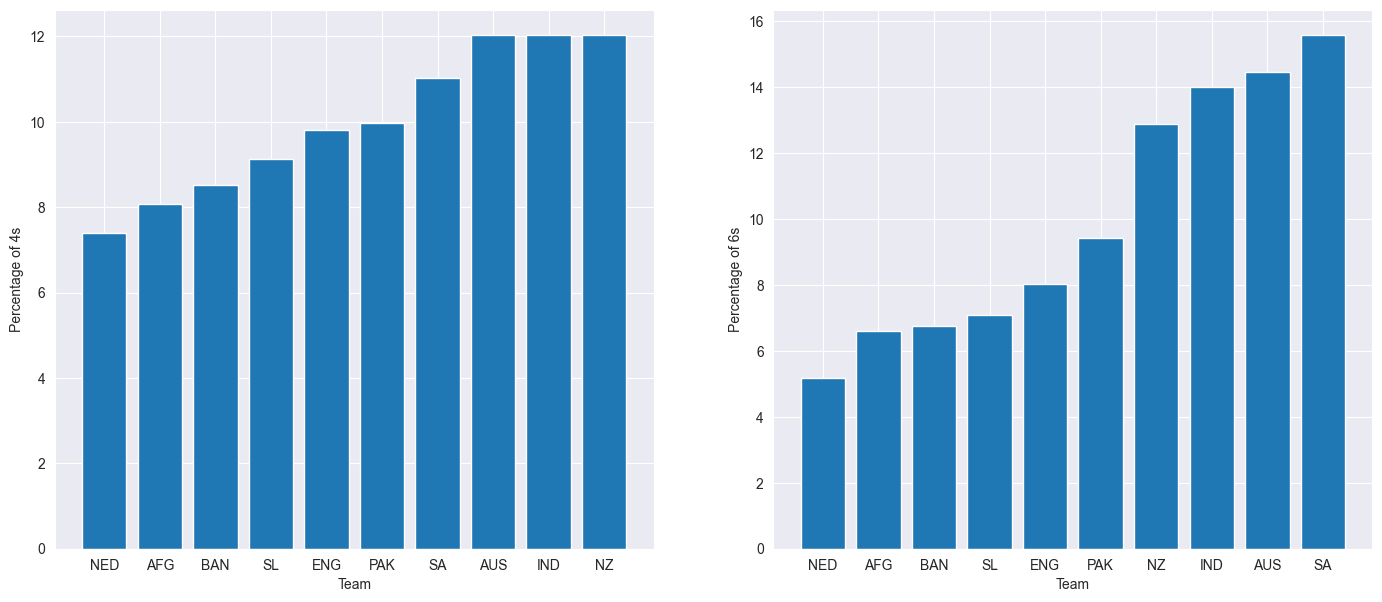 12
10
8
6
4
2
0
Percentage of 4s
NED AFG BAN SL ENG PAK SA AUS IND NZ
Team
16
14
12
10
8
6
4
2
0
Percentage of 6s
NED AFG BAN SL ENG PAK NZ IND AUS SA
Team